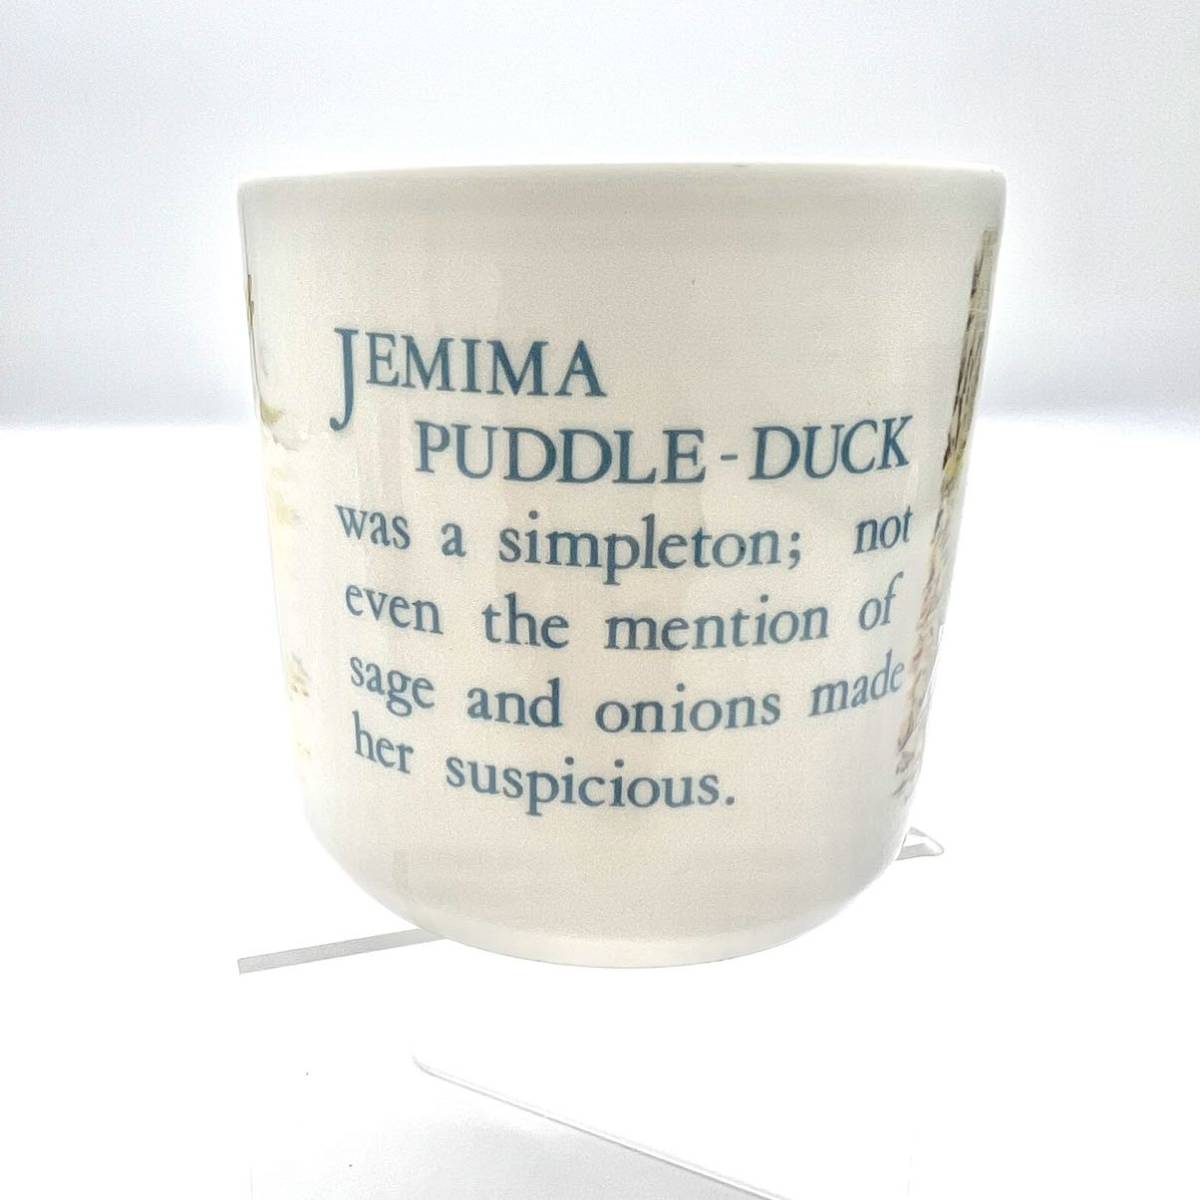 JEMIMA
PUDDLE-DUCK
was a simpleton; not
even the mention of
sage and onions made
her suspicious.